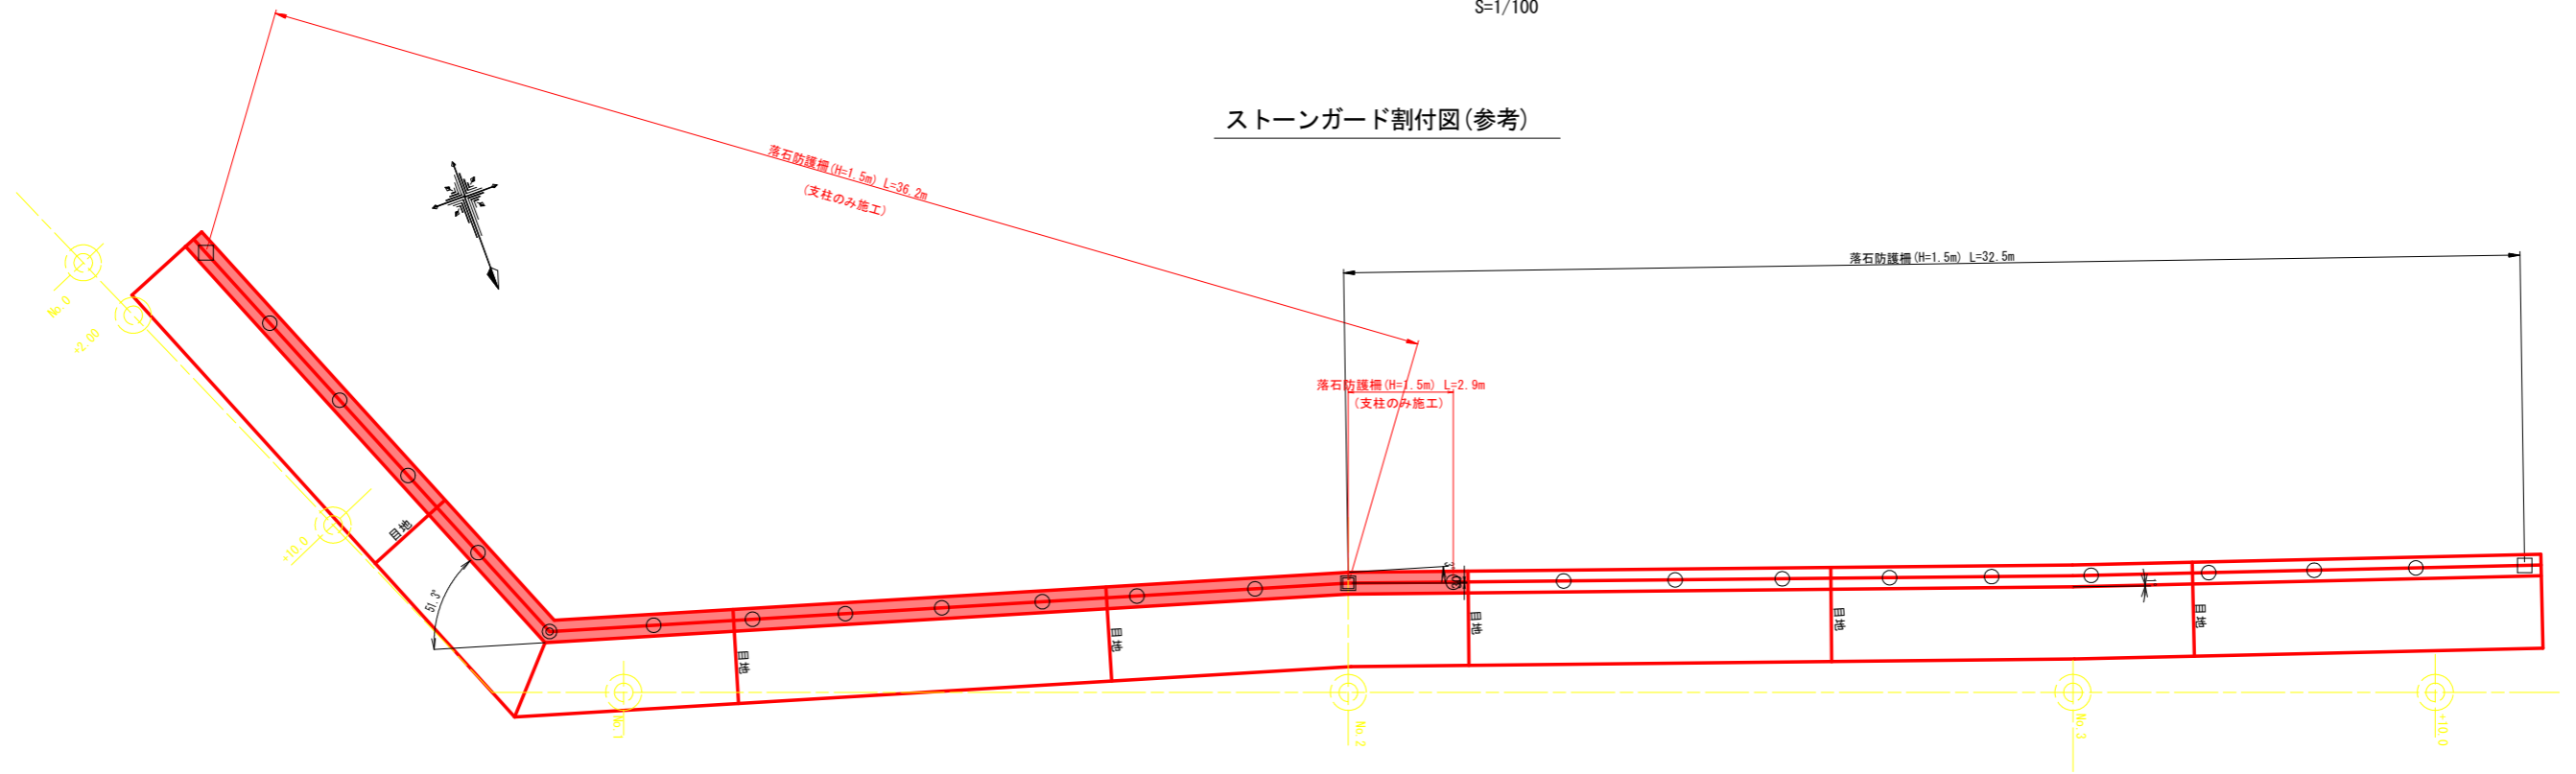 S=1/100
ストーンガード割付図(参考)
落石防護柵(H=1.5m) L=36.2m
(支柱のみ施工)
落石防護柵(H=1.5m) L=32.5m
落石防護柵(H=1.5m) L=2.9m
(支柱のみ施工)
No.0
+2.00
+10.0
目地
51.3°
目地
目地
目地
目地
目地
No.1
No.2
No.3
+10.0